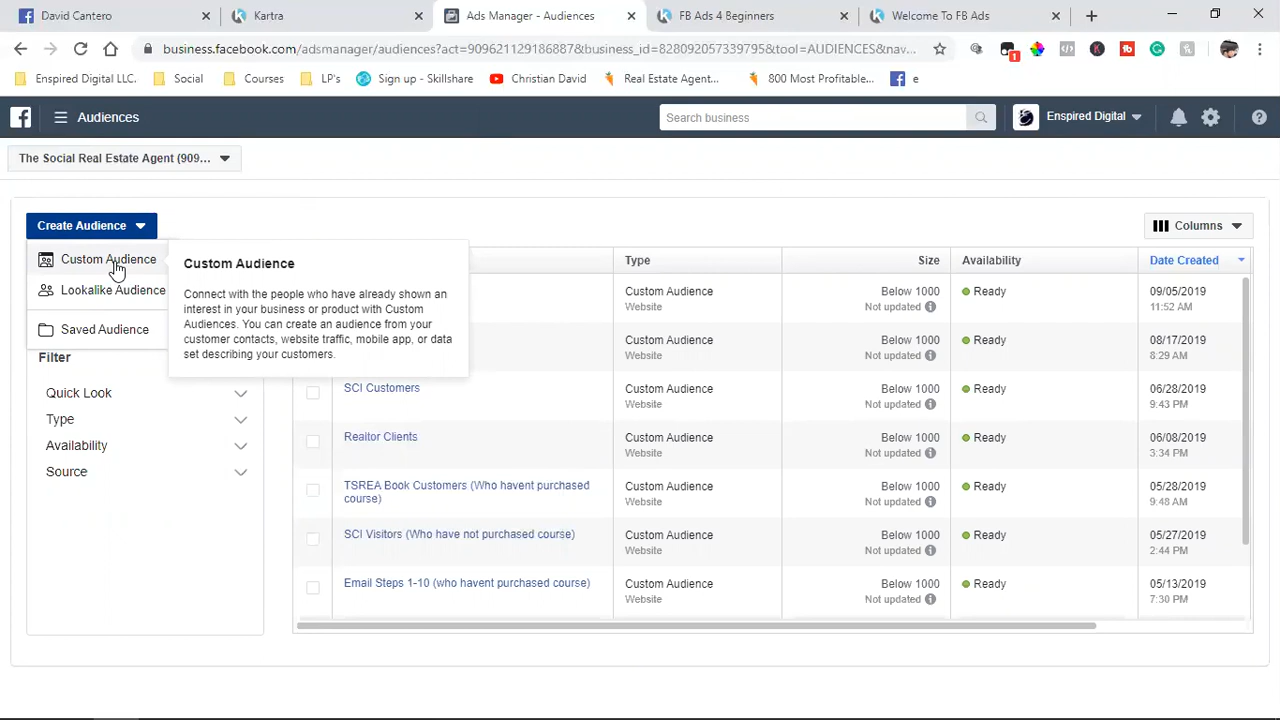 David Cantero
Kartra
Ads Manager - Audiences
FB Ads 4 Beginners
Welcome To FB Ads
business.facebook.com/adsmanager/audiences?act=909621129186887&business_id=828092057339795&tool=AUDIENCES&nav...
1
Enspired Digital LLC.
Social
Courses
LP's
Sign up - Skillshare
Christian David
Real Estate Agent...
800 Most Profitable...
e
Audiences
Search business
Enspired Digital
The Social Real Estate Agent (909...
Create Audience
Columns
Custom Audience
Lookalike Audience
Saved Audience
Custom Audience
Connect with the people who have already shown an
interest in your business or product with Custom
Audiences. You can create an audience from your
customer contacts, website traffic, mobile app, or data
set describing your customers.
Filter
Quick Look
Type
Availability
Source
Type
Size
Availability
Date Created
Custom Audience
Website
Below 1000
Not updated
Ready
09/05/2019
11:52 AM
Custom Audience
Website
Below 1000
Not updated
Ready
08/17/2019
8:29 AM
SCI Customers
Custom Audience
Website
Below 1000
Not updated
Ready
06/28/2019
9:43 PM
Realtor Clients
Custom Audience
Website
Below 1000
Not updated
Ready
06/08/2019
3:34 PM
TSREA Book Customers (Who havent purchased
course)
Custom Audience
Website
Below 1000
Not updated
Ready
05/28/2019
9:48 AM
SCI Visitors (Who have not purchased course)
Custom Audience
Website
Below 1000
Not updated
Ready
05/27/2019
2:44 PM
Email Steps 1-10 (who havent purchased course)
Custom Audience
Website
Below 1000
Not updated
Ready
05/13/2019
7:30 PM